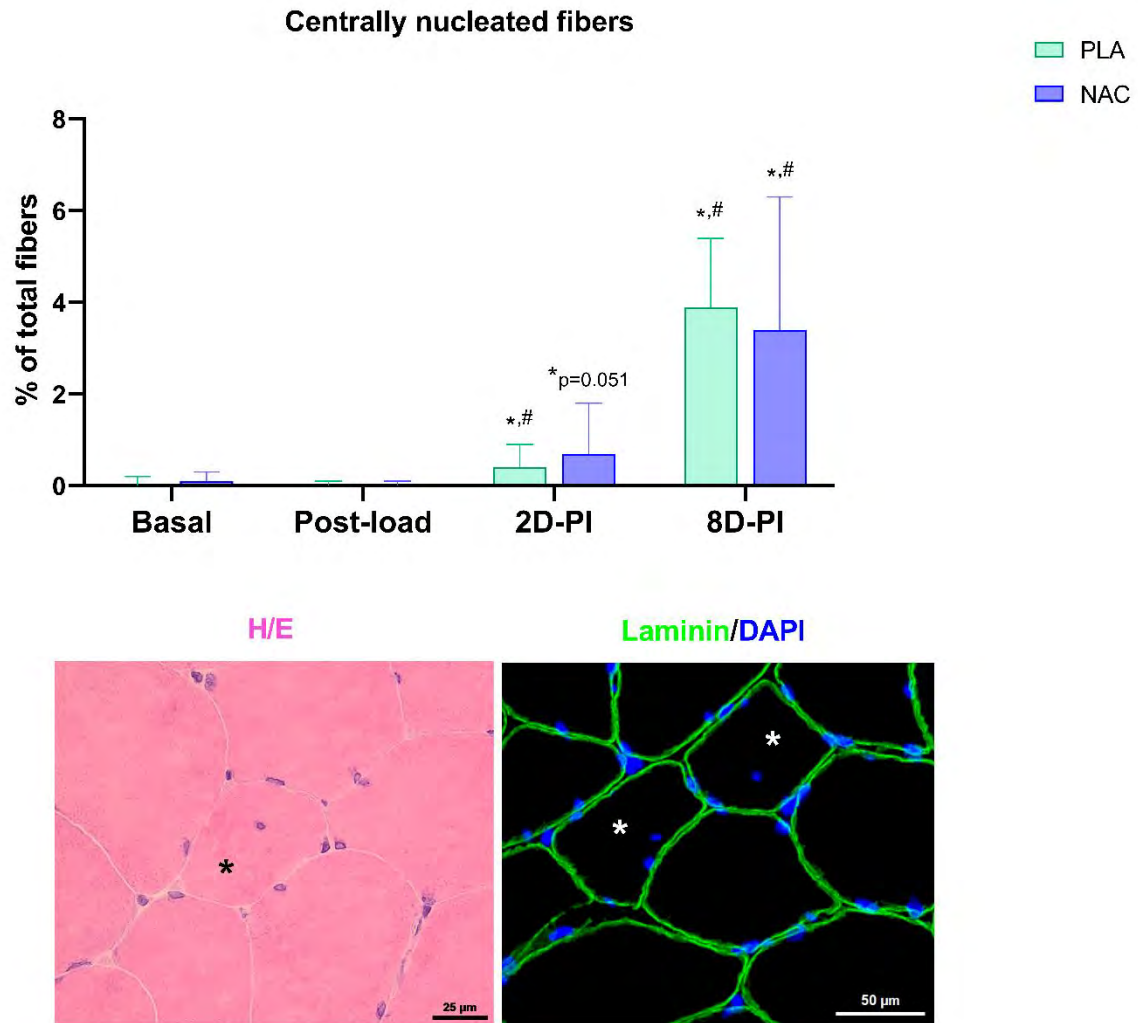 Centrally nucleated fibers
PLA
NAC
% of total fibers
8
6
4
2
0
*,#
*p=0.051
*,#
*,#
Basal Post-load 2D-PI 8D-PI
H/E
Laminin/DAPI
*
25 µm
*
*
50 µm